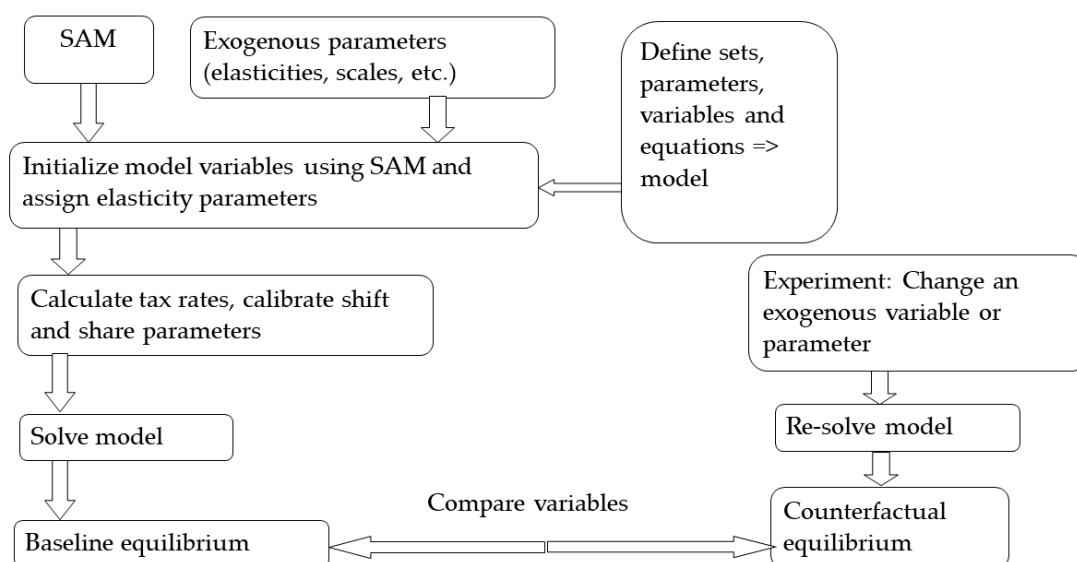 SAM
Exogenous parameters
(elasticities, scales, etc.)
Define sets,
parameters,
variables and
equations =>
model
Initialize model variables using SAM and
assign elasticity parameters
Calculate tax rates, calibrate shift
and share parameters
Experiment: Change an
exogenous variable or
parameter
Solve model
Re-solve model
Compare variables
Baseline equilibrium
Counterfactual
equilibrium